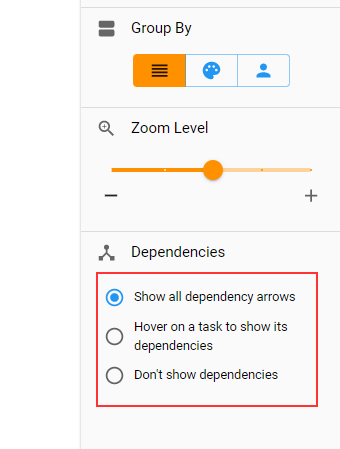 Group By
Zoom Level
Dependencies
Show all dependency arrows
Hover on a task to show its
dependencies
Don't show dependencies